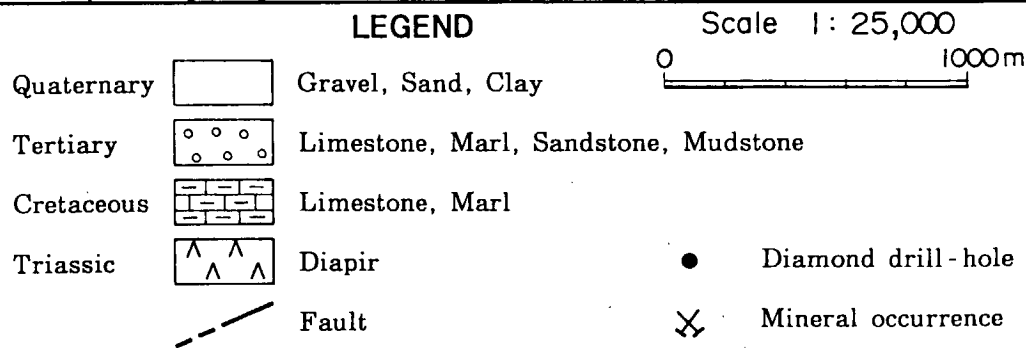 LEGEND
Scale 1 : 25,000
0 1000m
Quaternary Gravel, Sand, Clay
Tertiary Limestone, Marl, Sandstone, Mudstone
Cretaceous Limestone, Marl
Triassic Diapir
Diamond drill-hole
Fault
Mineral occurrence